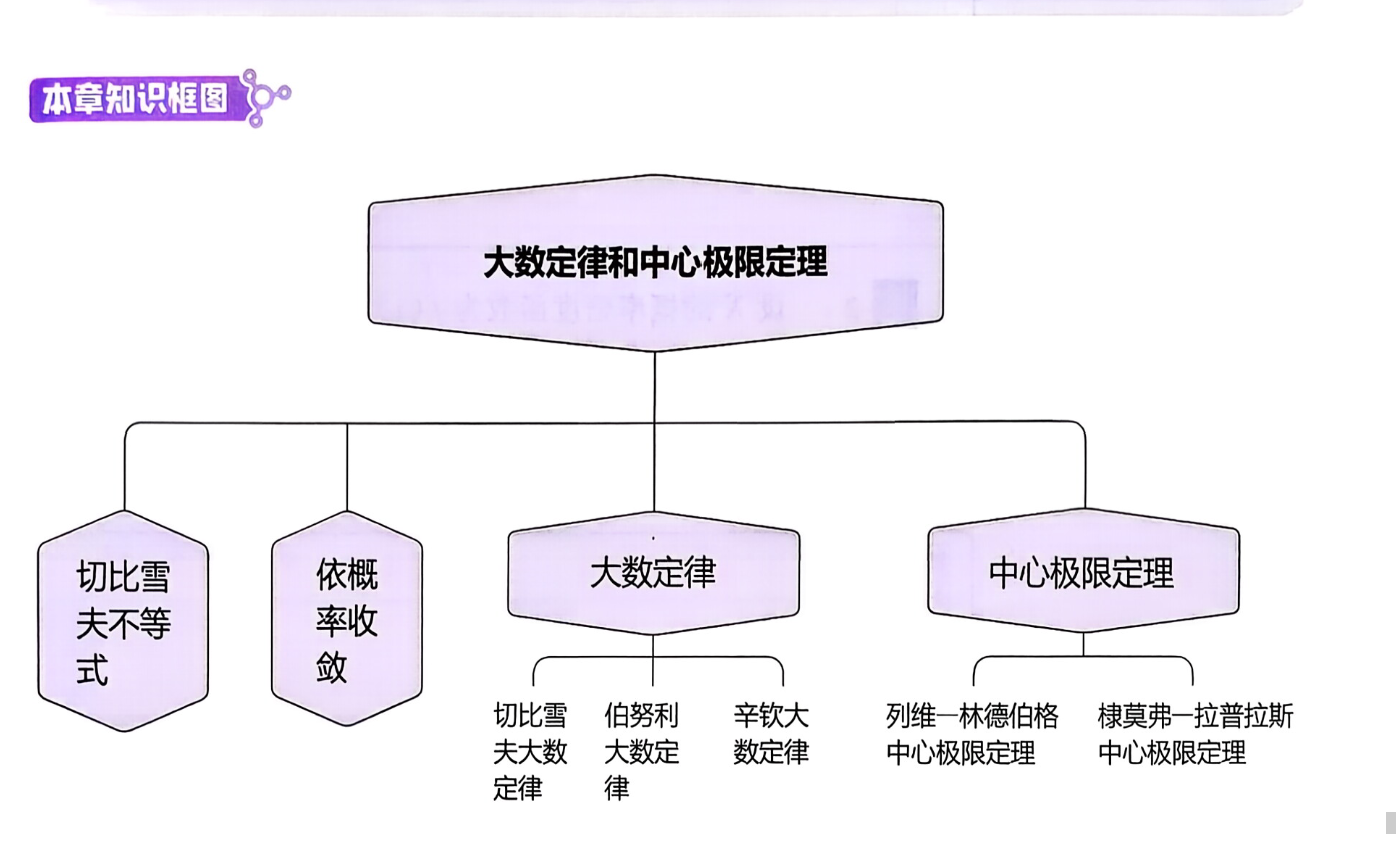 本章知识框图
大数定律和中心极限定理
切比雪
夫不等
式
依概
率收
敛
大数定律
中心极限定理
切比雪
夫大数
定律
伯努利
大数定
律
辛钦大
数定律
列维—林德伯格
中心极限定理
棣莫弗—拉普拉斯
中心极限定理